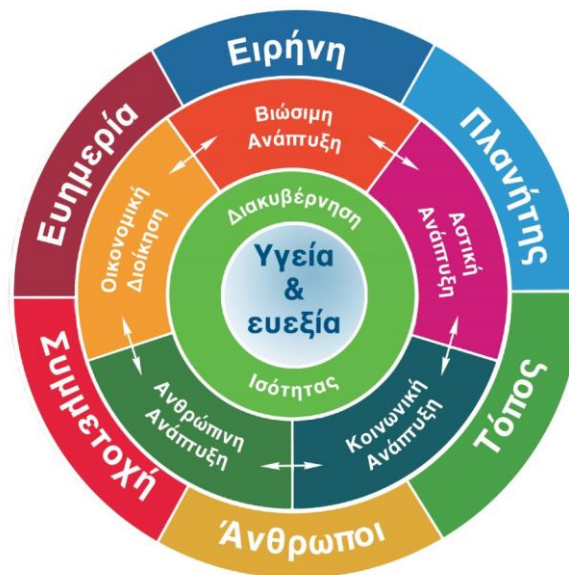 Ειρήνη
Πλανήτης
Τόπος
Άνθρωποι
Συμμετοχή
Ευημερία
Βιώσιμη
Ανάπτυξη
Αστική
Ανάπτυξη
Κοινωνική
Ανάπτυξη
Ανθρώπινη
Ανάπτυξη
Οικονομική
Διοίκηση
Διακυβέρνηση
Ισότητας
Υγεία
&
ευεξία